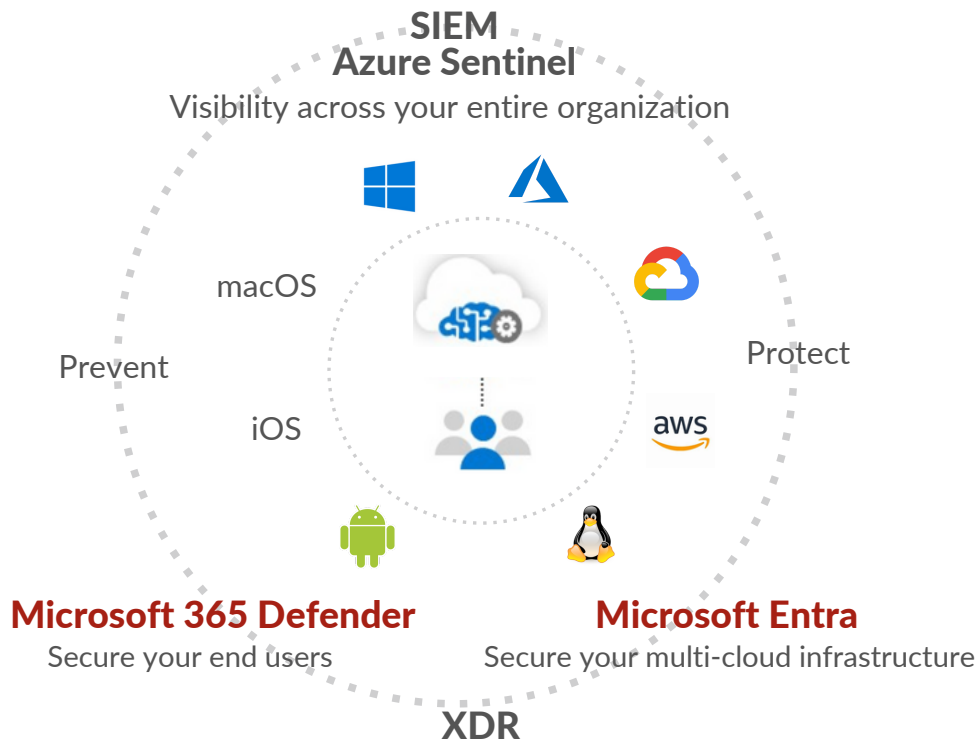 SIEM
Azure Sentinel
Visibility across your entire organization
macOS
Prevent
Protect
iOS
aws
Microsoft 365 Defender
Microsoft Entra
Secure your end users
Secure your multi-cloud infrastructure
XDR